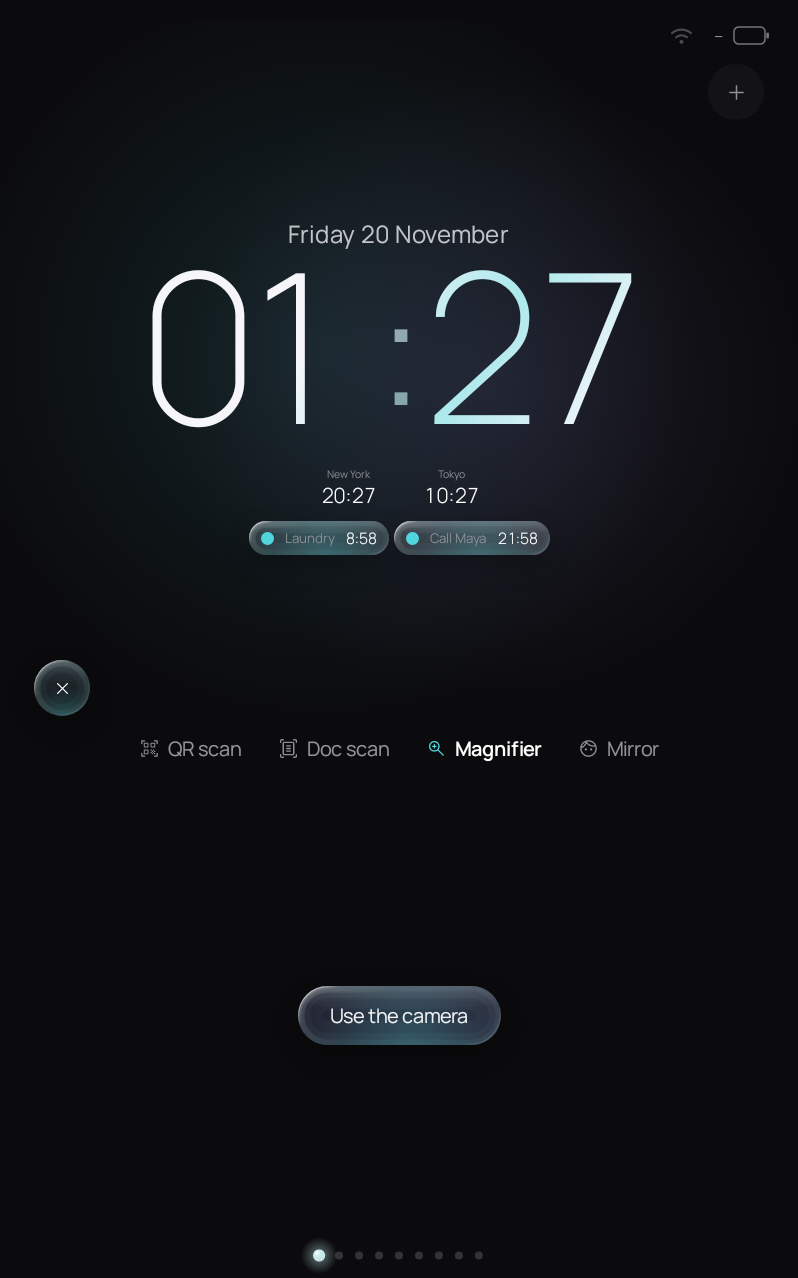 Friday 20 November
01:27
New York Tokyo
20:27 10:27
Laundry 8:58 Call Maya 21:58
QR scan Doc scan Magnifier Mirror
Use the camera